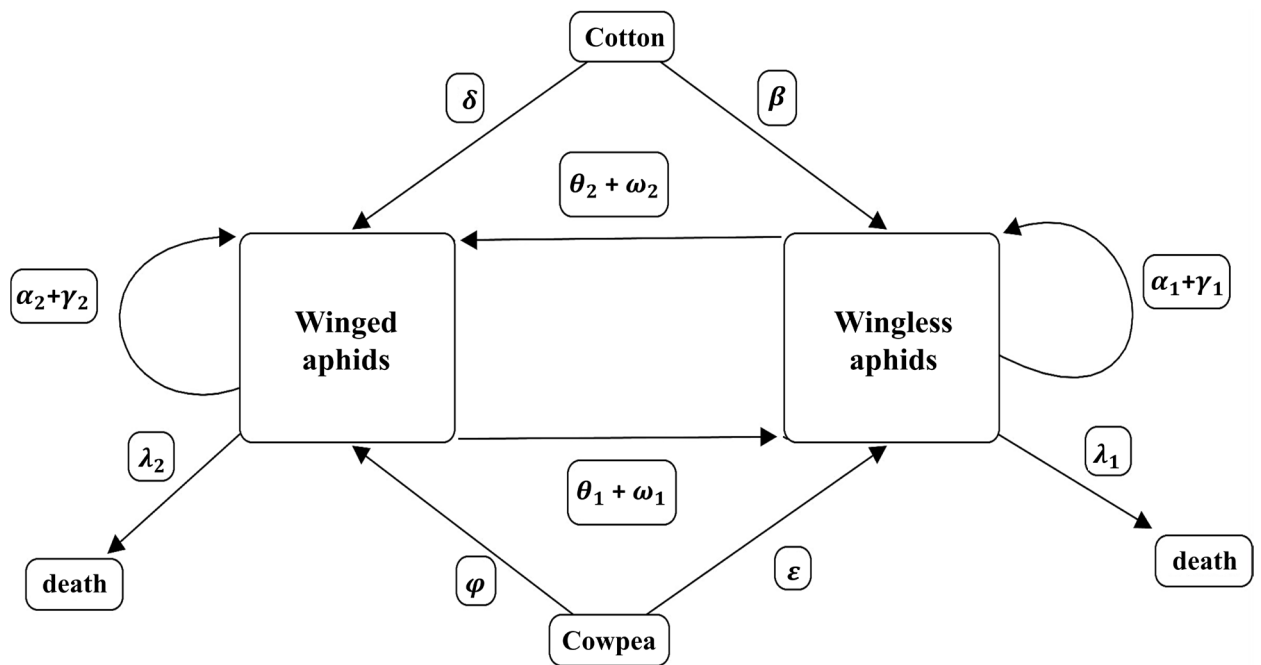 Cotton
δ
β
θ₂ + ω₂
α₂+γ₂
α₁+γ₁
Winged
aphids
Wingless
aphids
λ₂
λ₁
θ₁ + ω₁
death
death
φ
ε
Cowpea